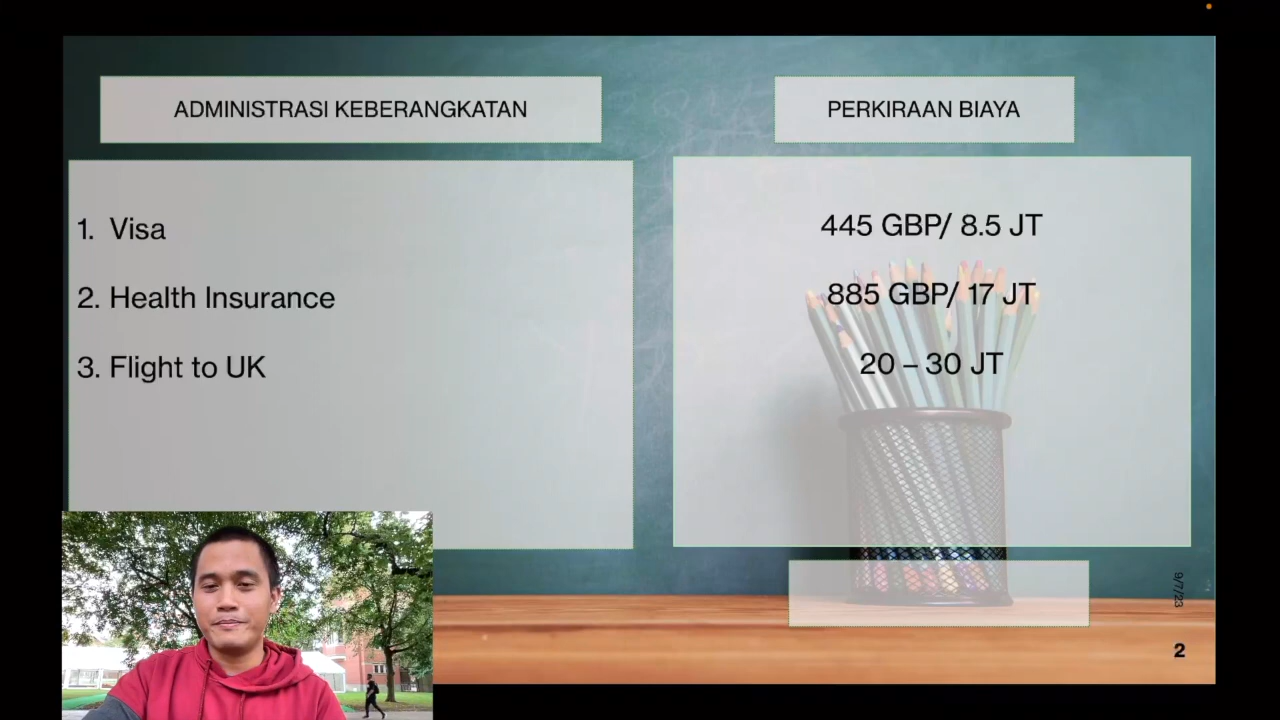 ADMINISTRASI KEBERANGKATAN
PERKIRAAN BIAYA
1. Visa
2. Health Insurance
3. Flight to UK
445 GBP/ 8.5 JT
885 GBP/ 17 JT
20 – 30 JT
9/7/23
2